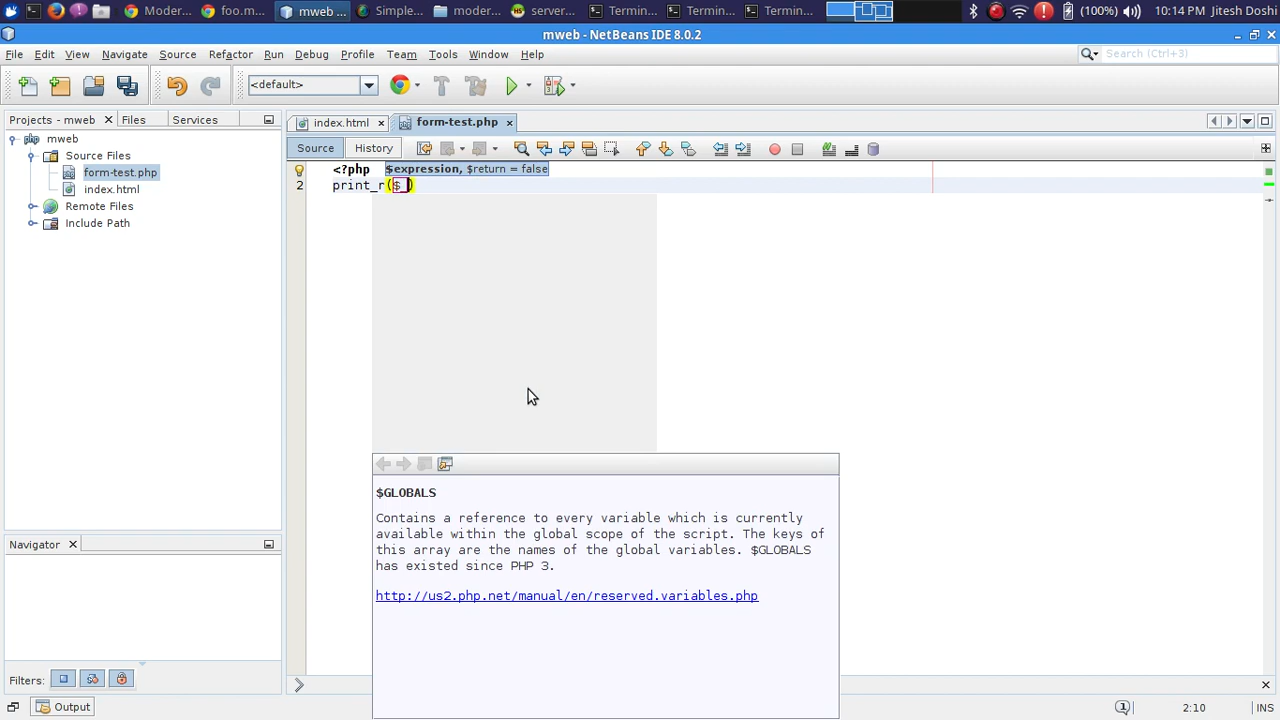 Moder...
foo.m...
mweb ...
Simple...
moder...
server...
Termin...
Termin...
Termin...
(100%)
10:14 PM Jitesh Doshi
mweb - NetBeans IDE 8.0.2
File Edit View Navigate Source Refactor Run Debug Profile Team Tools Window Help
Search (Ctrl+3)
<default>
Projects - mweb
Files
Services
index.html
form-test.php
mweb
Source
History
Source Files
<?php
$expression, $return = false
form-test.php
2
print_r($_)
index.html
Remote Files
Include Path
$GLOBALS
Contains a reference to every variable which is currently
available within the global scope of the script. The keys of
this array are the names of the global variables. $GLOBALS
has existed since PHP 3.
http://us2.php.net/manual/en/reserved.variables.php
Navigator
Filters:
Output
1
2:10
INS